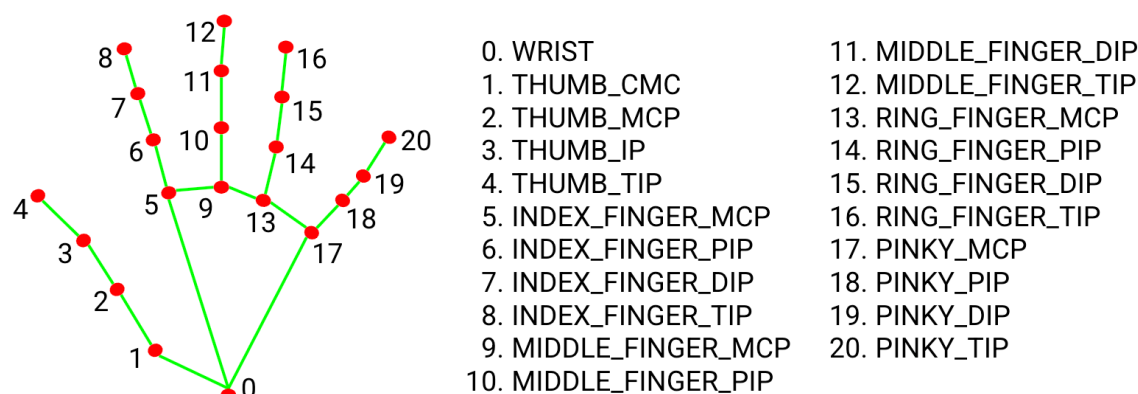 12
8
16
11
7
15
10
6
14
20
19
4
5
9
13
18
3
17
2
1
0
0. WRIST
1. THUMB_CMC
2. THUMB_MCP
3. THUMB_IP
4. THUMB_TIP
5. INDEX_FINGER_MCP
6. INDEX_FINGER_PIP
7. INDEX_FINGER_DIP
8. INDEX_FINGER_TIP
9. MIDDLE_FINGER_MCP
10. MIDDLE_FINGER_PIP
11. MIDDLE_FINGER_DIP
12. MIDDLE_FINGER_TIP
13. RING_FINGER_MCP
14. RING_FINGER_PIP
15. RING_FINGER_DIP
16. RING_FINGER_TIP
17. PINKY_MCP
18. PINKY_PIP
19. PINKY_DIP
20. PINKY_TIP